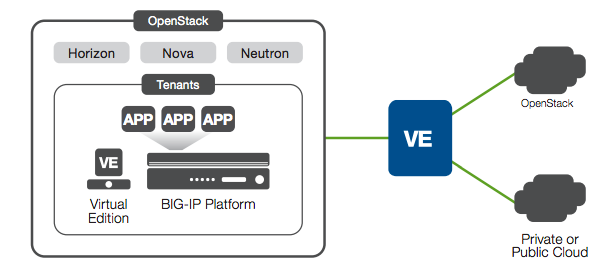 OpenStack
Horizon
Nova
Neutron
Tenants
APP
APP
APP
VE
Virtual
Edition
BIG-IP Platform
VE
OpenStack
Private or
Public Cloud